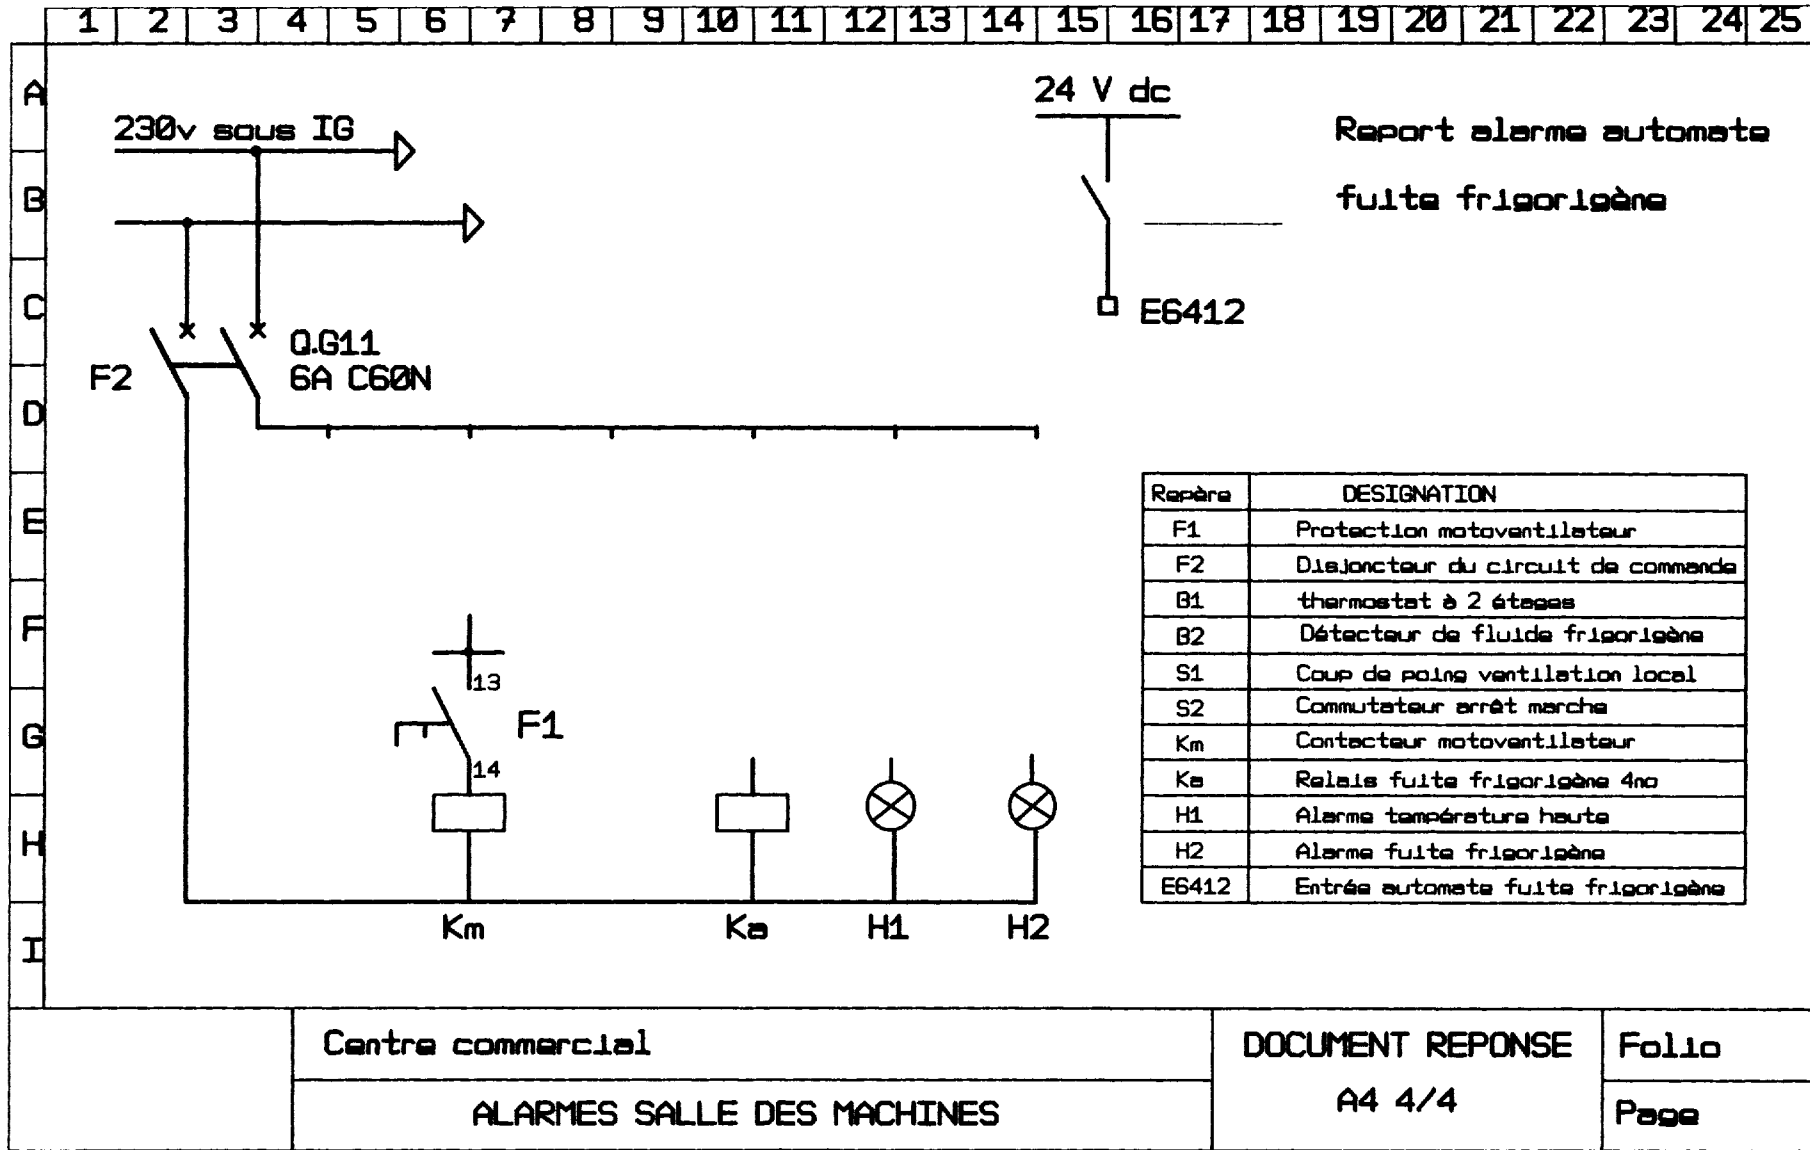 1 2 3 4 5 6 7 8 9 10 11 12 13 14 15 16 17 18 19 20 21 22 23 24 25
A
B
C
D
E
F
G
H
I
230v sous IG
24 V dc
Report alarme automate
fuite frigorigène
E6412
F2
Q.G11
6A C60N
13
F1
14
Km
Ka
H1
H2
Repère DESIGNATION
F1 Protection motoventilateur
F2 Disjoncteur du circuit de commande
B1 thermostat à 2 étages
B2 Détecteur de fluide frigorigène
S1 Coup de poing ventilation local
S2 Commutateur arrêt marche
Km Contacteur motoventilateur
Ka Relais fuite frigorigène 4no
H1 Alarme température haute
H2 Alarme fuite frigorigène
E6412 Entrée automate fuite frigorigène
Centre commercial
ALARMES SALLE DES MACHINES
DOCUMENT REPONSE
A4 4/4
Folio
Page